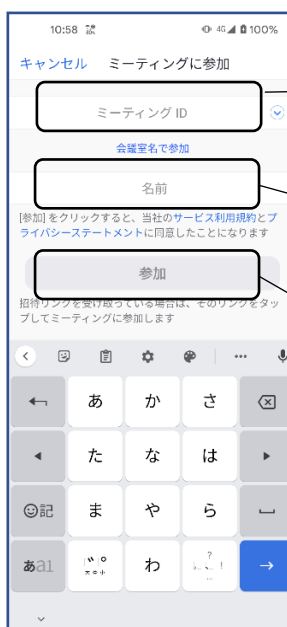 10:58 4G 100%
キャンセル ミーティングに参加
ミーティング ID
会議室名で参加
名前
[参加] をクリックすると、当社のサービス利用規約とプ
ライバシーステートメントに同意したことになります
参加
招待リンクを受け取っている場合は、そのリンクをタッ
プしてミーティングに参加します
あ か さ
た な は
ま や ら
記
わ
あa1
大⇔小
、。?!…